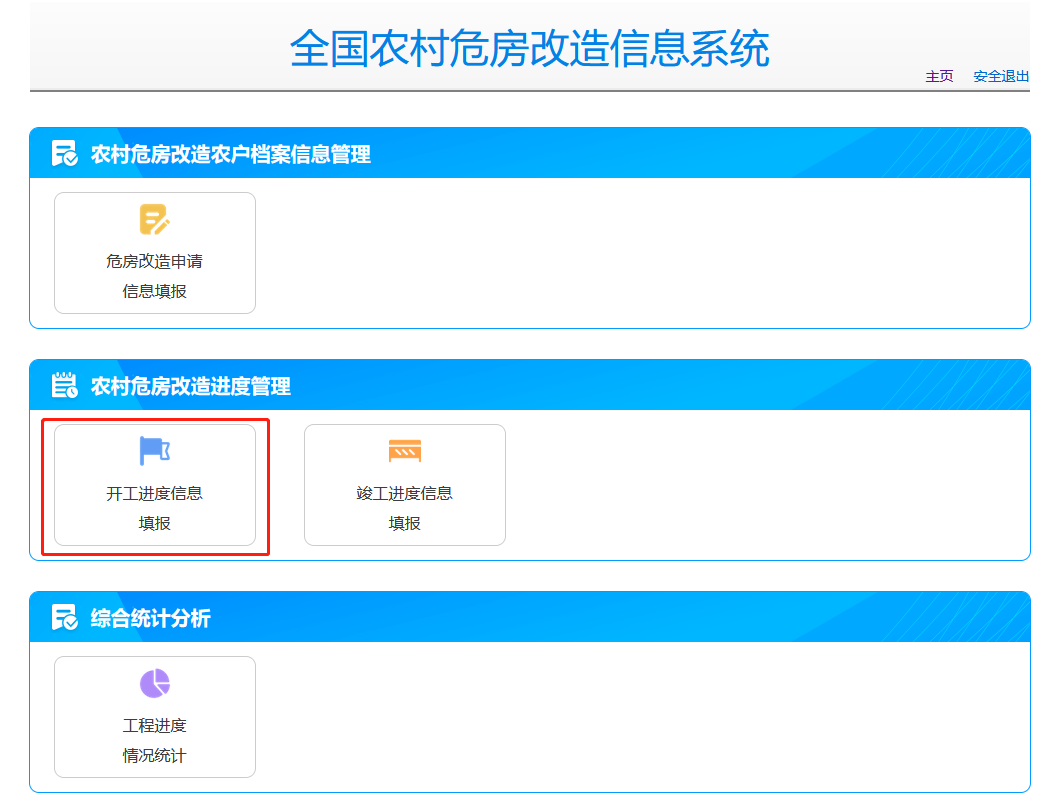 全国农村危房改造信息系统
主页 安全退出
农村危房改造农户档案信息管理
危房改造申请
信息填报
农村危房改造进度管理
开工进度信息
填报
竣工进度信息
填报
综合统计分析
工程进度
情况统计